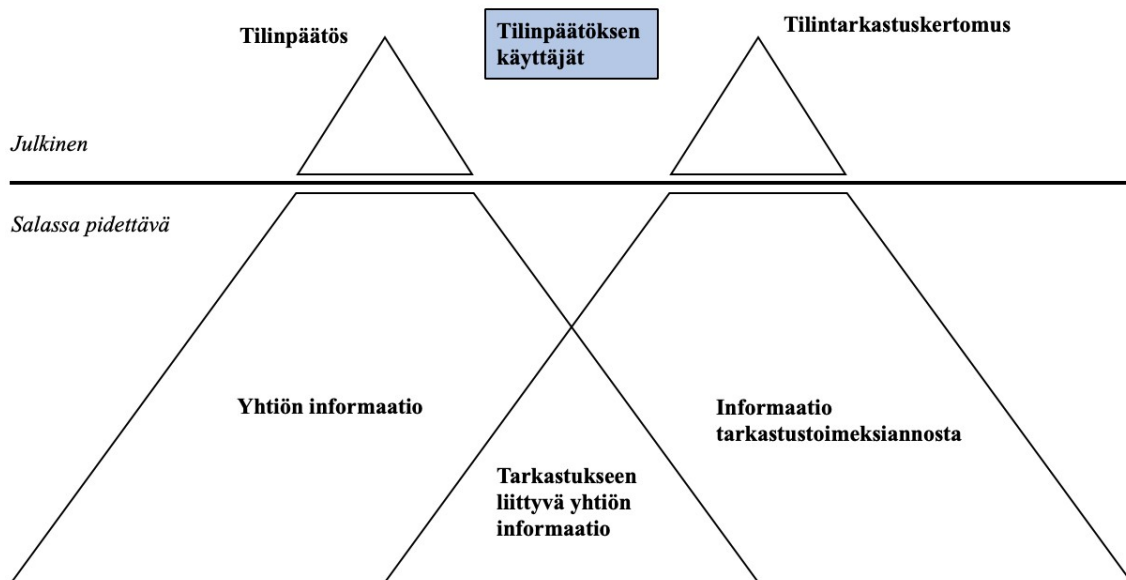 Tilinpäätös
Tilinpäätöksen
käyttäjät
Tilintarkastuskertomus
Julkinen
Salassa pidettävä
Yhtiön informaatio
Informaatio
tarkastustoimeksiannosta
Tarkastukseen
liittyvä yhtiön
informaatio